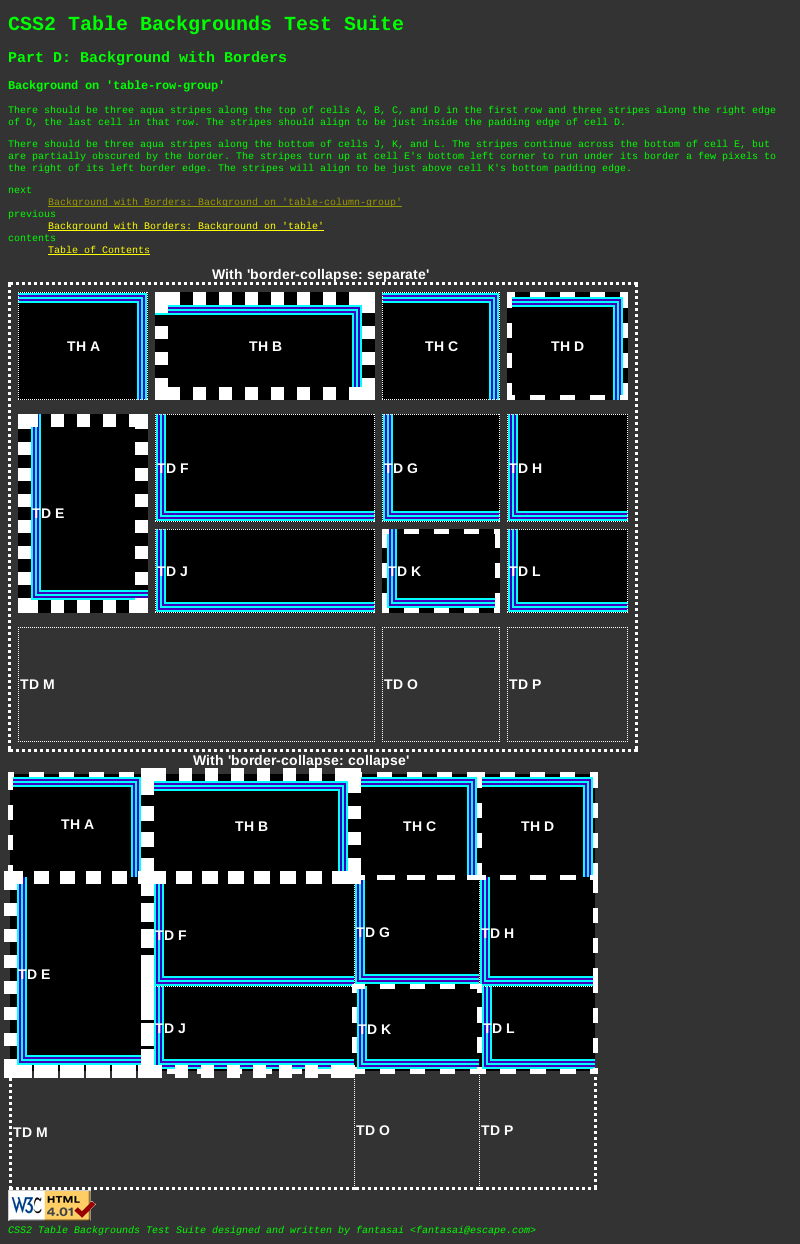 CSS2 Table Backgrounds Test Suite
Part D: Background with Borders
Background on 'table-row-group'
There should be three aqua stripes along the top of cells A, B, C, and D in the first row and three stripes along the right edge
of D, the last cell in that row. The stripes should align to be just inside the padding edge of cell D.
There should be three aqua stripes along the bottom of cells J, K, and L. The stripes continue across the bottom of cell E, but
are partially obscured by the border. The stripes turn up at cell E's bottom left corner to run under its border a few pixels to
the right of its left border edge. The stripes will align to be just above cell K's bottom padding edge.
next
Background with Borders: Background on 'table-column-group'
previous
Background with Borders: Background on 'table'
contents
Table of Contents
With 'border-collapse: separate'
TH A
TH B
TH C
TH D
TD E
TD F
TD G
TD H
TD J
TD K
TD L
TD M
TD O
TD P
With 'border-collapse: collapse'
TH A
TH B
TH C
TH D
TD E
TD F
TD G
TD H
TD J
TD K
TD L
TD M
TD O
TD P
W3C HTML 4.01
CSS2 Table Backgrounds Test Suite designed and written by fantasai <fantasai@escape.com>